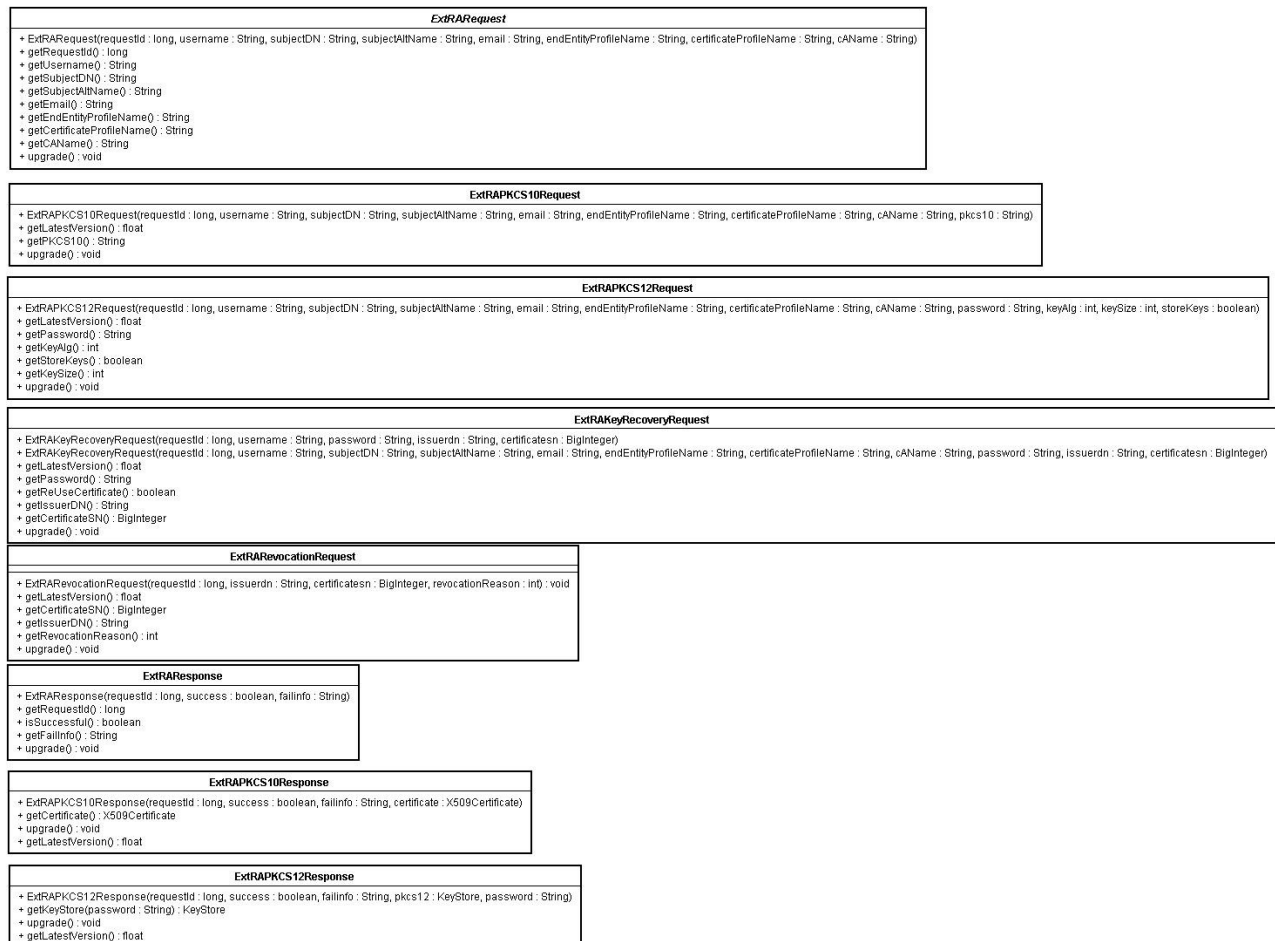 ExtRARequest
+ ExtRARequest(requestId : long, username : String, subjectDN : String, subjectAltName : String, email : String, endEntityProfileName : String, certificateProfileName : String, cAName : String)
+ getRequestId() : long
+ getUsername() : String
+ getSubjectDN() : String
+ getSubjectAltName() : String
+ getEmail() : String
+ getEndEntityProfileName() : String
+ getCertificateProfileName() : String
+ getCAName() : String
+ upgrade() : void
ExtRAPKCS10Request
+ ExtRAPKCS10Request(requestId : long, username : String, subjectDN : String, subjectAltName : String, email : String, endEntityProfileName : String, certificateProfileName : String, cAName : String, pkcs10 : String)
+ getLatestVersion() : float
+ getPKCS10() : String
+ upgrade() : void
ExtRAPKCS12Request
+ ExtRAPKCS12Request(requestId : long, username : String, subjectDN : String, subjectAltName : String, email : String, endEntityProfileName : String, certificateProfileName : String, cAName : String, password : String, keyAlg : int, keySize : int, storeKeys : boolean)
+ getLatestVersion() : float
+ getPassword() : String
+ getKeyAlg() : int
+ getStoreKeys() : boolean
+ getKeySize() : int
+ upgrade() : void
ExtRAKeyRecoveryRequest
+ ExtRAKeyRecoveryRequest(requestId : long, username : String, password : String, issuerdn : String, certificatesn : BigInteger)
+ ExtRAKeyRecoveryRequest(requestId : long, username : String, subjectDN : String, subjectAltName : String, email : String, endEntityProfileName : String, certificateProfileName : String, cAName : String, password : String, issuerdn : String, certificatesn : BigInteger)
+ getLatestVersion() : float
+ getPassword() : String
+ getReUseCertificate() : boolean
+ getIssuerDN() : String
+ getCertificateSN() : BigInteger
+ upgrade() : void
ExtRARevocationRequest
+ ExtRARevocationRequest(requestId : long, issuerdn : String, certificatesn : BigInteger, revocationReason : int) : void
+ getLatestVersion() : float
+ getCertificateSN() : BigInteger
+ getIssuerDN() : String
+ getRevocationReason() : int
+ upgrade() : void
ExtRAResponse
+ ExtRAResponse(requestId : long, success : boolean, failinfo : String)
+ getRequestId() : long
+ isSuccessful() : boolean
+ getFailInfo() : String
+ upgrade() : void
ExtRAPKCS10Response
+ ExtRAPKCS10Response(requestId : long, success : boolean, failinfo : String, certificate : X509Certificate)
+ getCertificate() : X509Certificate
+ upgrade() : void
+ getLatestVersion() : float
ExtRAPKCS12Response
+ ExtRAPKCS12Response(requestId : long, success : boolean, failinfo : String, pkcs12 : KeyStore, password : String)
+ getKeyStore(password : String) : KeyStore
+ upgrade() : void
+ getLatestVersion() : float